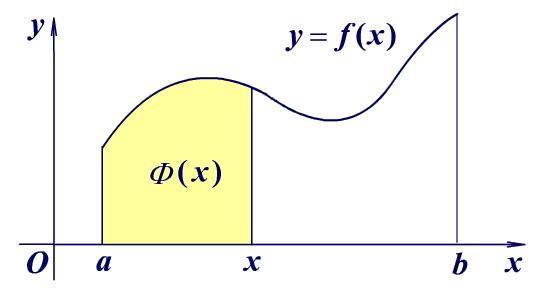 y
y = f(x)
Φ(x)
O a x b x